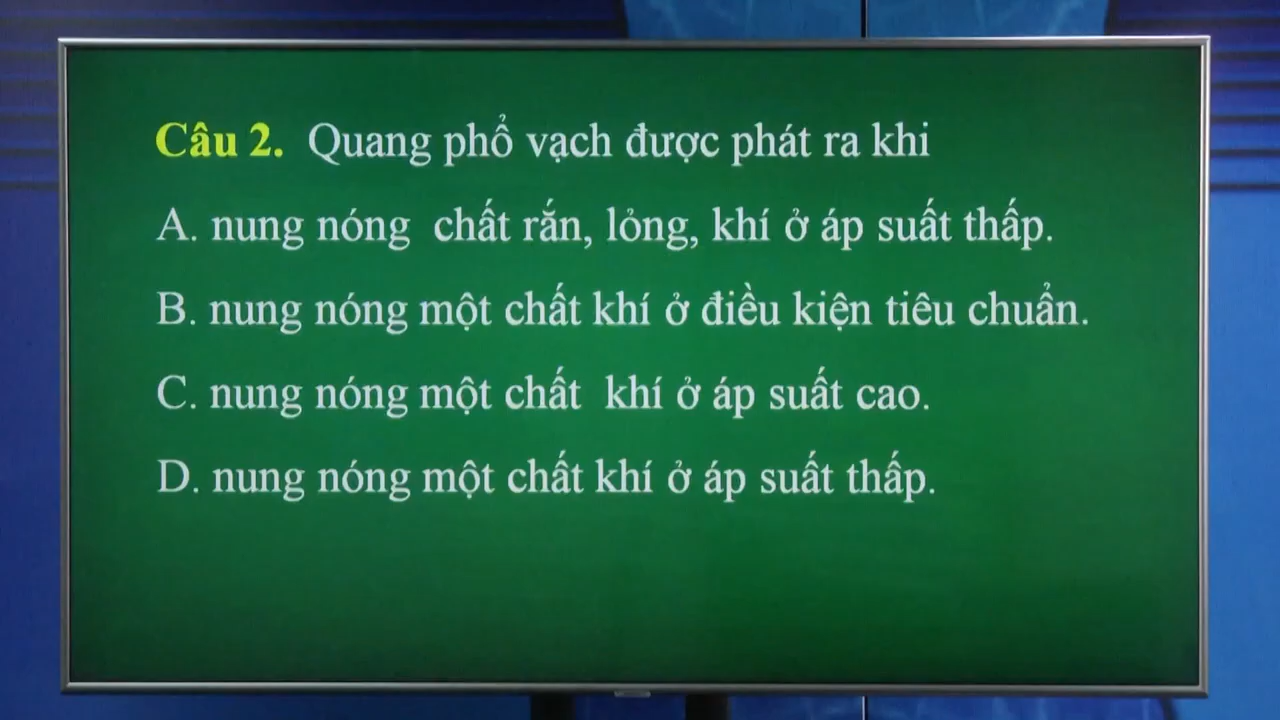 Câu 2. Quang phổ vạch được phát ra khi
A. nung nóng chất rắn, lỏng, khí ở áp suất thấp.
B. nung nóng một chất khí ở điều kiện tiêu chuẩn.
C. nung nóng một chất khí ở áp suất cao.
D. nung nóng một chất khí ở áp suất thấp.